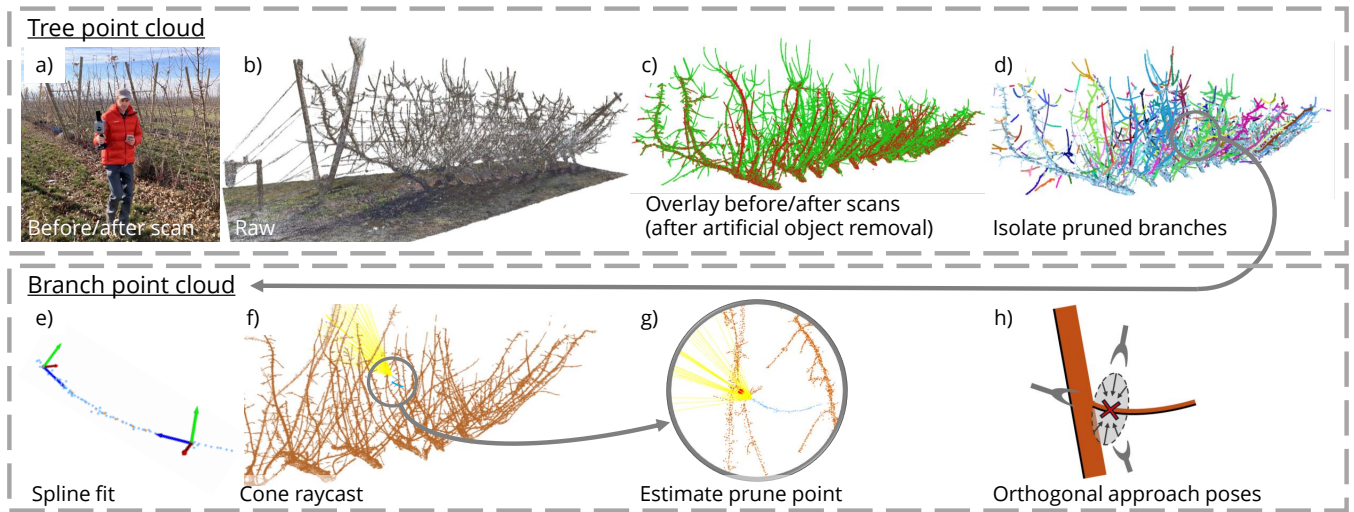 Tree point cloud
a)
Before/after scan
b)
Raw
c)
Overlay before/after scans
(after artificial object removal)
d)
Isolate pruned branches
Branch point cloud
e)
Spline fit
f)
Cone raycast
g)
Estimate prune point
h)
Orthogonal approach poses